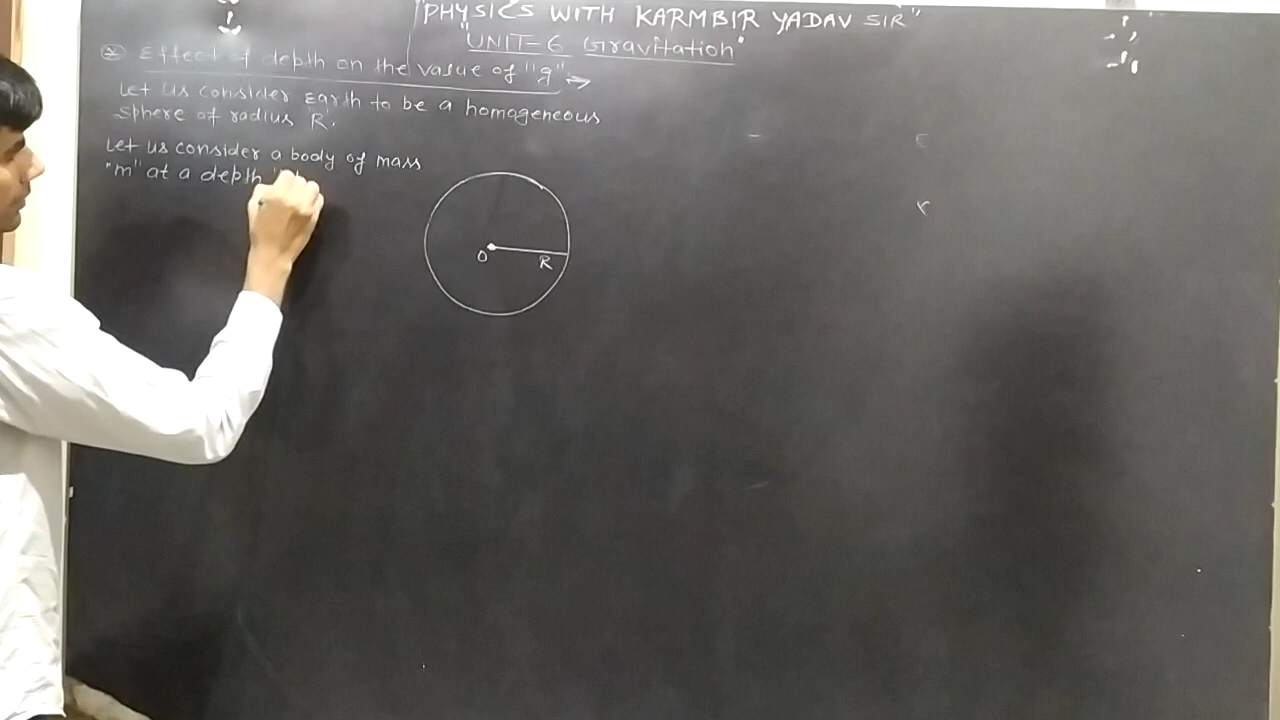 "PHYSICS WITH KARMBIR YADAV SIR"
"UNIT-6 Gravitation"
Effect of depth on the value of "g" →
Let us consider Earth to be a homogeneous
sphere of radius R.
Let us consider a body of mass
"m" at a depth
O
R